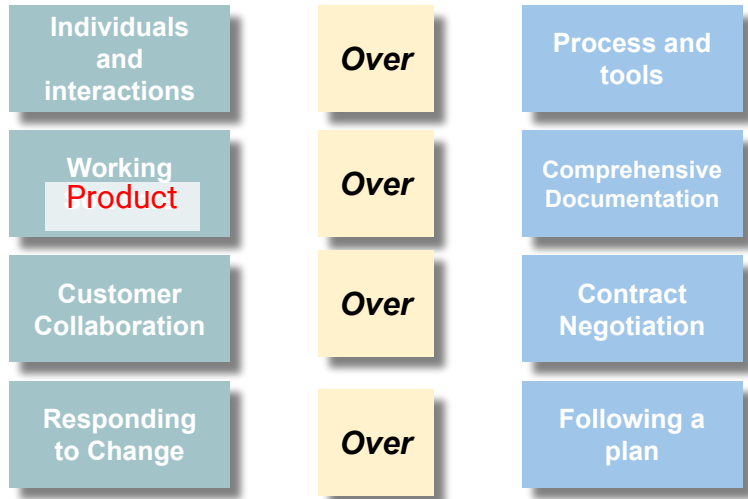 Individuals
and
interactions
Over
Process and
tools
Working
Product
Over
Comprehensive
Documentation
Customer
Collaboration
Over
Contract
Negotiation
Responding
to Change
Over
Following a
plan